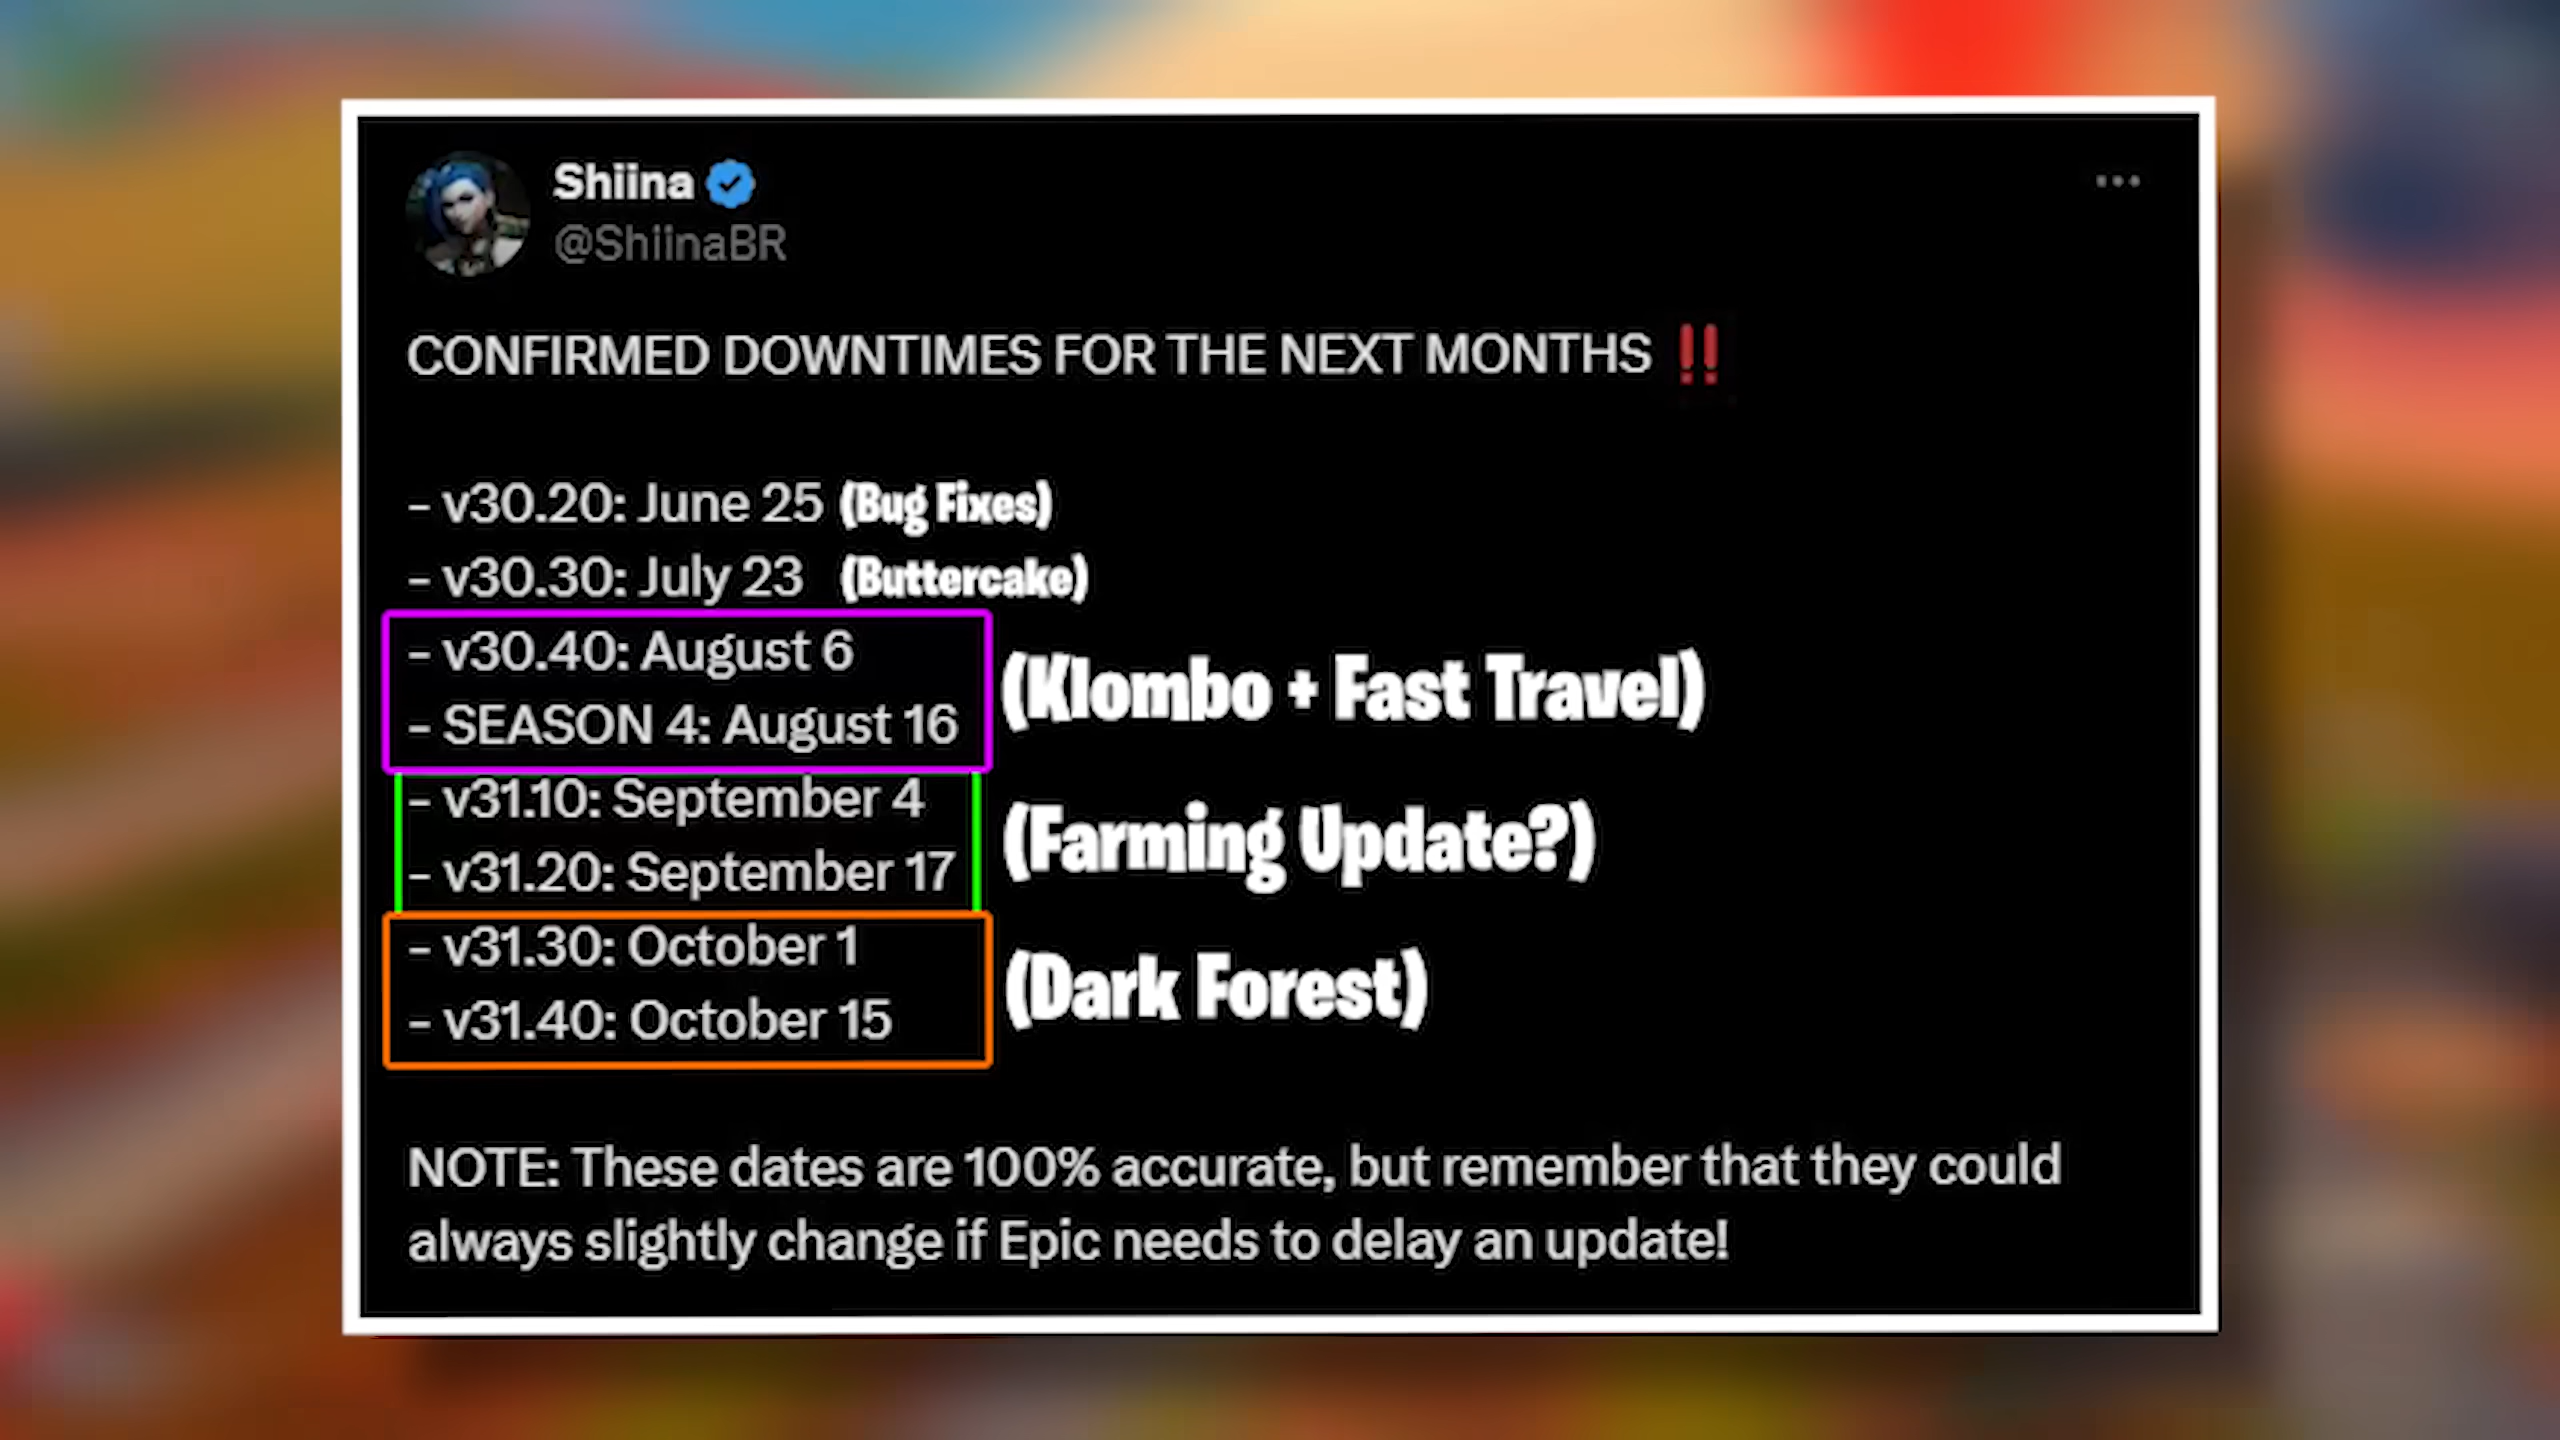 Shiina
@ShiinaBR
CONFIRMED DOWNTIMES FOR THE NEXT MONTHS ‼️
- v30.20: June 25 (Bug Fixes)
- v30.30: July 23 (Buttercake)
- v30.40: August 6
- SEASON 4: August 16
(Klombo + Fast Travel)
- v31.10: September 4
- v31.20: September 17
(Farming Update?)
- v31.30: October 1
- v31.40: October 15
(Dark Forest)
NOTE: These dates are 100% accurate, but remember that they could
always slightly change if Epic needs to delay an update!